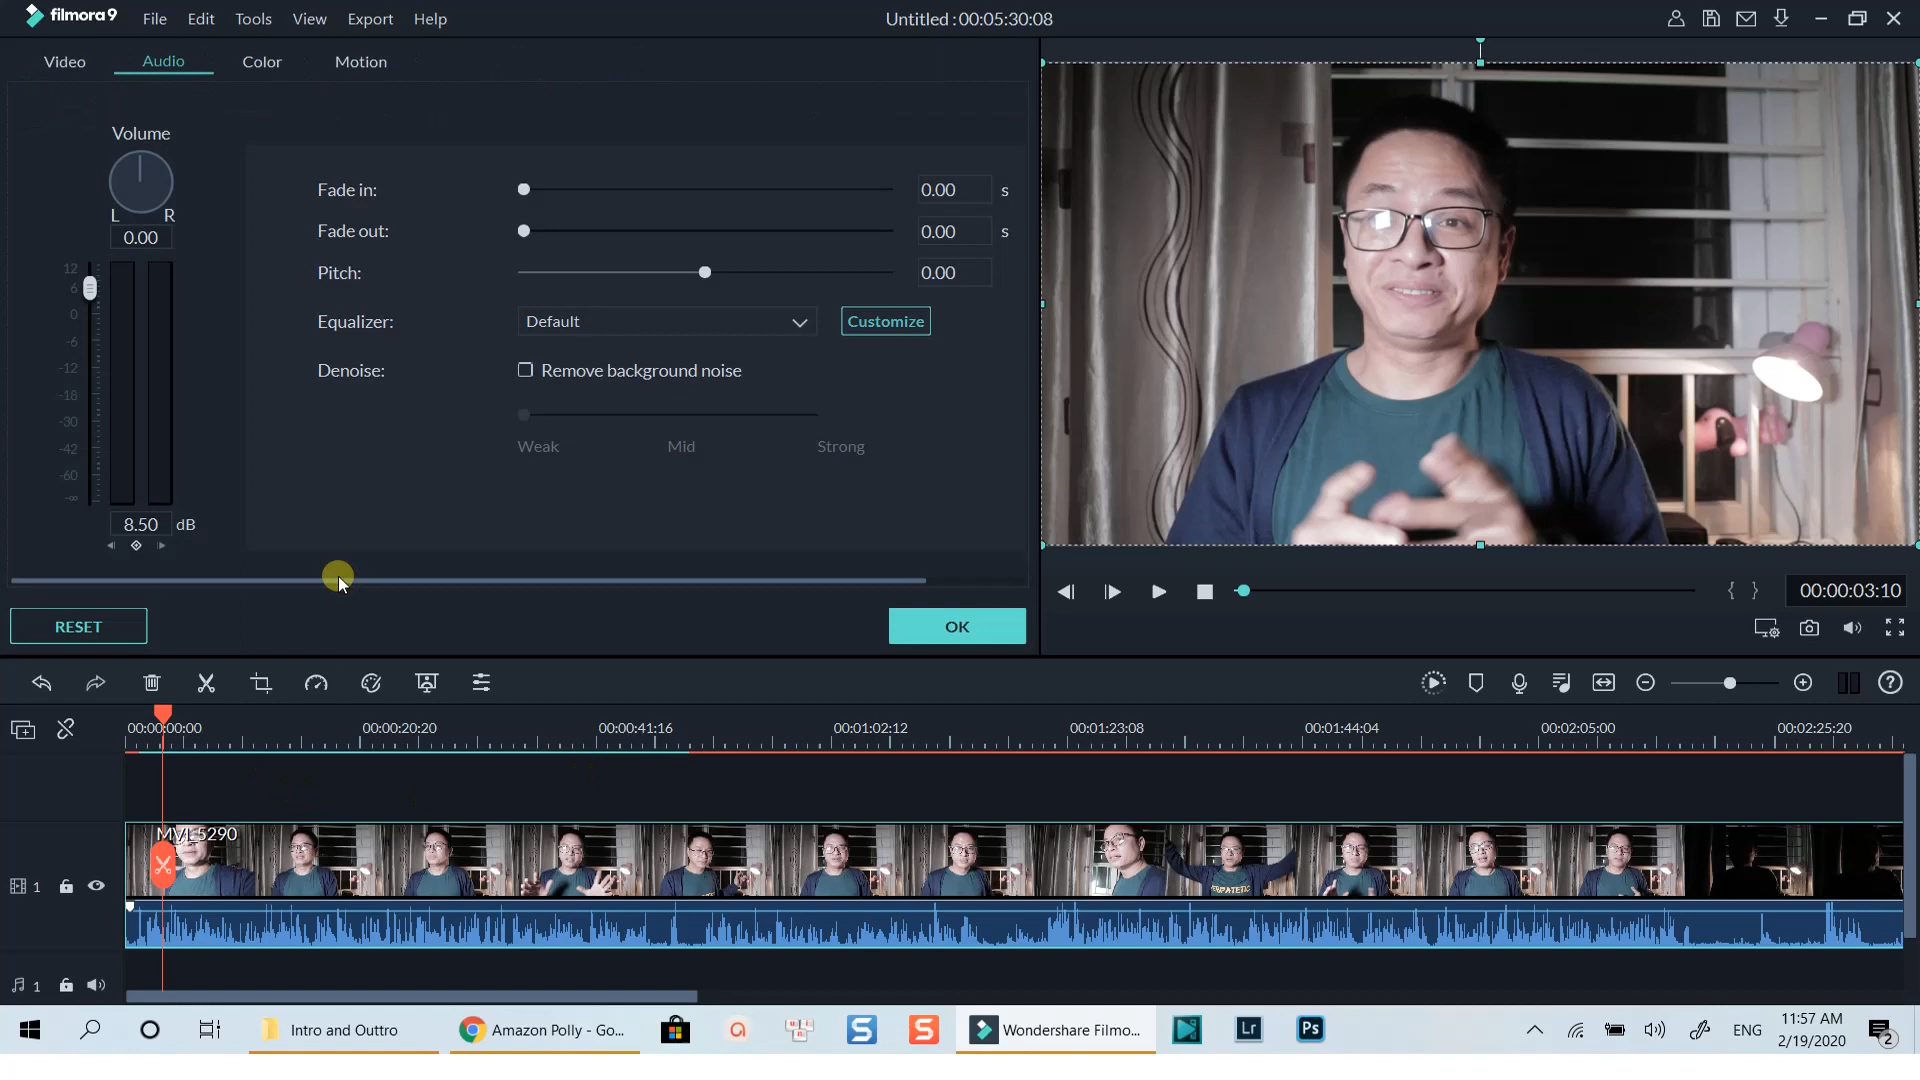 filmora9 File Edit Tools View Export Help Untitled : 00:05:30:08
Video Audio Color Motion
Volume
L R
0.00
12
6
0
-6
-12
-18
-30
-42
-60
-∞
8.50 dB
Fade in: 0.00 s
Fade out: 0.00 s
Pitch: 0.00
Equalizer: Default Customize
Denoise: Remove background noise
Weak Mid Strong
RESET OK
{ } 00:00:03:10
00:00:00:00 00:00:20:20 00:00:41:16 00:01:02:12 00:01:23:08 00:01:44:04 00:02:05:00 00:02:25:20
MVI_5290
1
1
Intro and Outtro Amazon Polly - Go... Wondershare Filmo... Lr Ps ENG 11:57 AM
2/19/2020 2